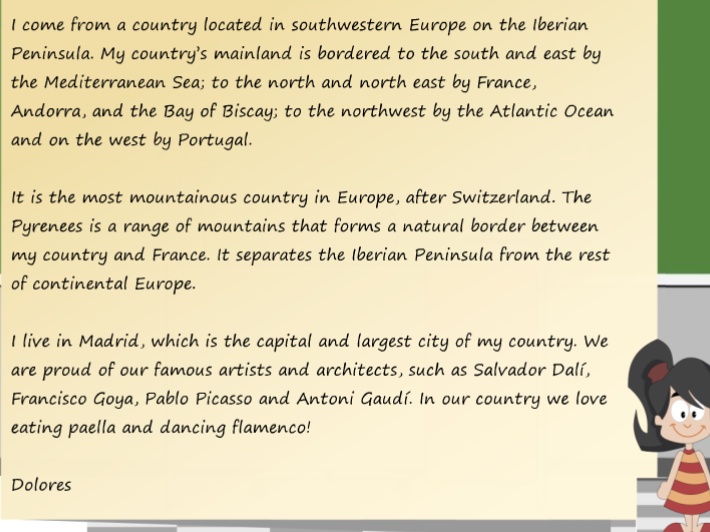 I come from a country located in southwestern Europe on the Iberian
Peninsula. My country's mainland is bordered to the south and east by
the Mediterranean Sea; to the north and north east by France,
Andorra, and the Bay of Biscay; to the northwest by the Atlantic Ocean
and on the west by Portugal.

It is the most mountainous country in Europe, after Switzerland. The
Pyrenees is a range of mountains that forms a natural border between
my country and France. It separates the Iberian Peninsula from the rest
of continental Europe.

I live in Madrid, which is the capital and largest city of my country. We
are proud of our famous artists and architects, such as Salvador Dalí,
Francisco Goya, Pablo Picasso and Antoni Gaudí. In our country we love
eating paella and dancing flamenco!

Dolores